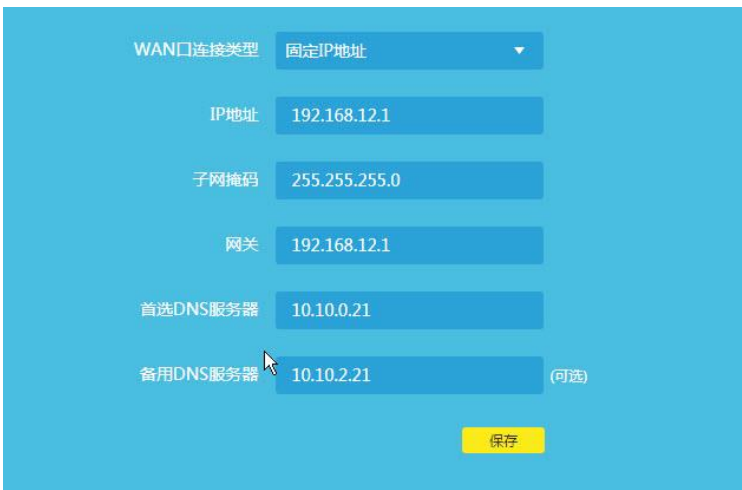 WAN口连接类型 固定IP地址
IP地址 192.168.12.1
子网掩码 255.255.255.0
网关 192.168.12.1
首选DNS服务器 10.10.0.21
备用DNS服务器 10.10.2.21 (可选)
保存